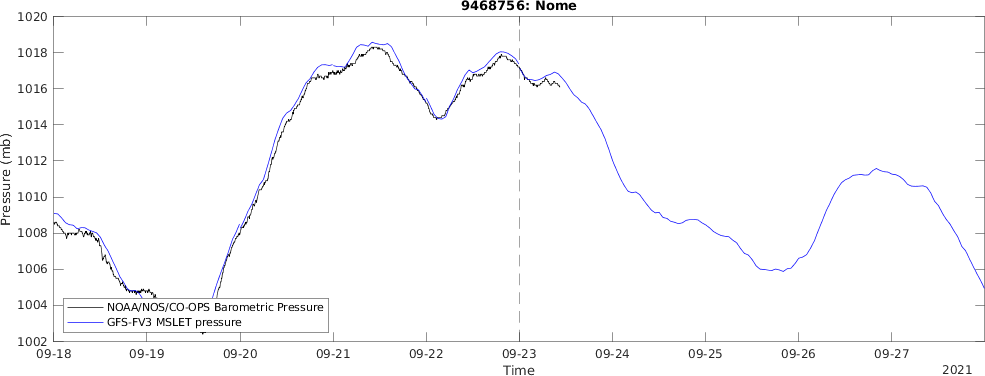 9468756: Nome
1020
1018
1016
1014
1012
1010
1008
1006
1004
1002
Pressure (mb)
NOAA/NOS/CO-OPS Barometric Pressure
GFS-FV3 MSLET pressure
09-18 09-19 09-20 09-21 09-22 09-23 09-24 09-25 09-26 09-27
Time
2021